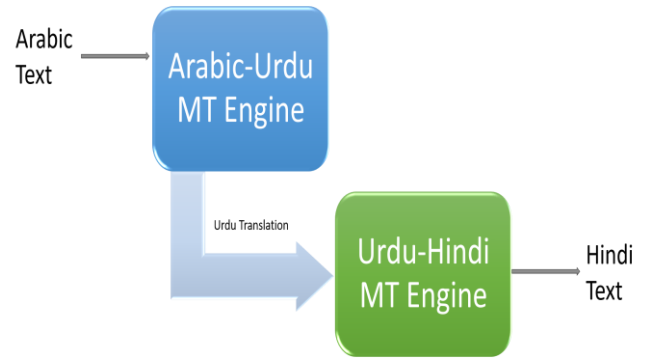 Arabic
Text
Arabic-Urdu
MT Engine
Urdu Translation
Urdu-Hindi
MT Engine
Hindi
Text